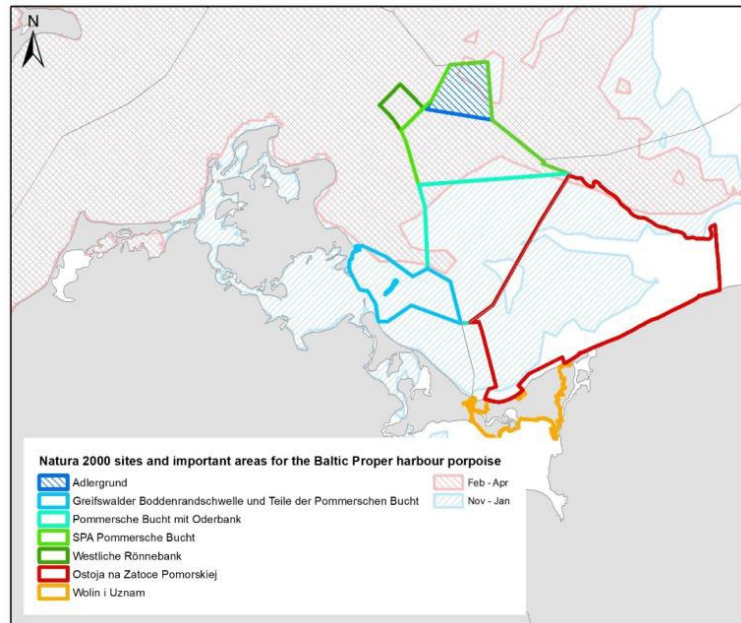 N
Natura 2000 sites and important areas for the Baltic Proper harbour porpoise
Adlergrund
Greifswalder Boddenrandschwelle und Teile der Pommerschen Bucht
Pommersche Bucht mit Oderbank
SPA Pommersche Bucht
Westliche Rönnebank
Ostoja na Zatoce Pomorskiej
Wolin i Uznam
Feb - Apr
Nov - Jan